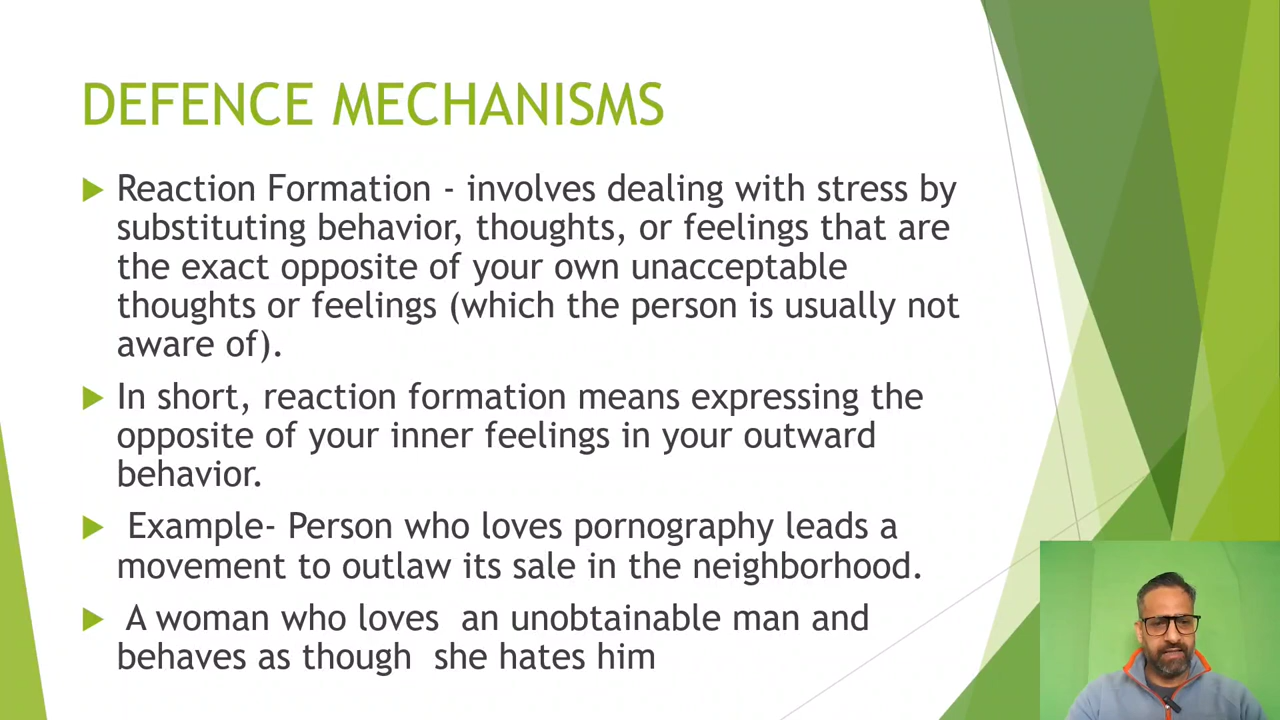 DEFENCE MECHANISMS
Reaction Formation - involves dealing with stress by
substituting behavior, thoughts, or feelings that are
the exact opposite of your own unacceptable
thoughts or feelings (which the person is usually not
aware of).
In short, reaction formation means expressing the
opposite of your inner feelings in your outward
behavior.
Example- Person who loves pornography leads a
movement to outlaw its sale in the neighborhood.
A woman who loves an unobtainable man and
behaves as though she hates him